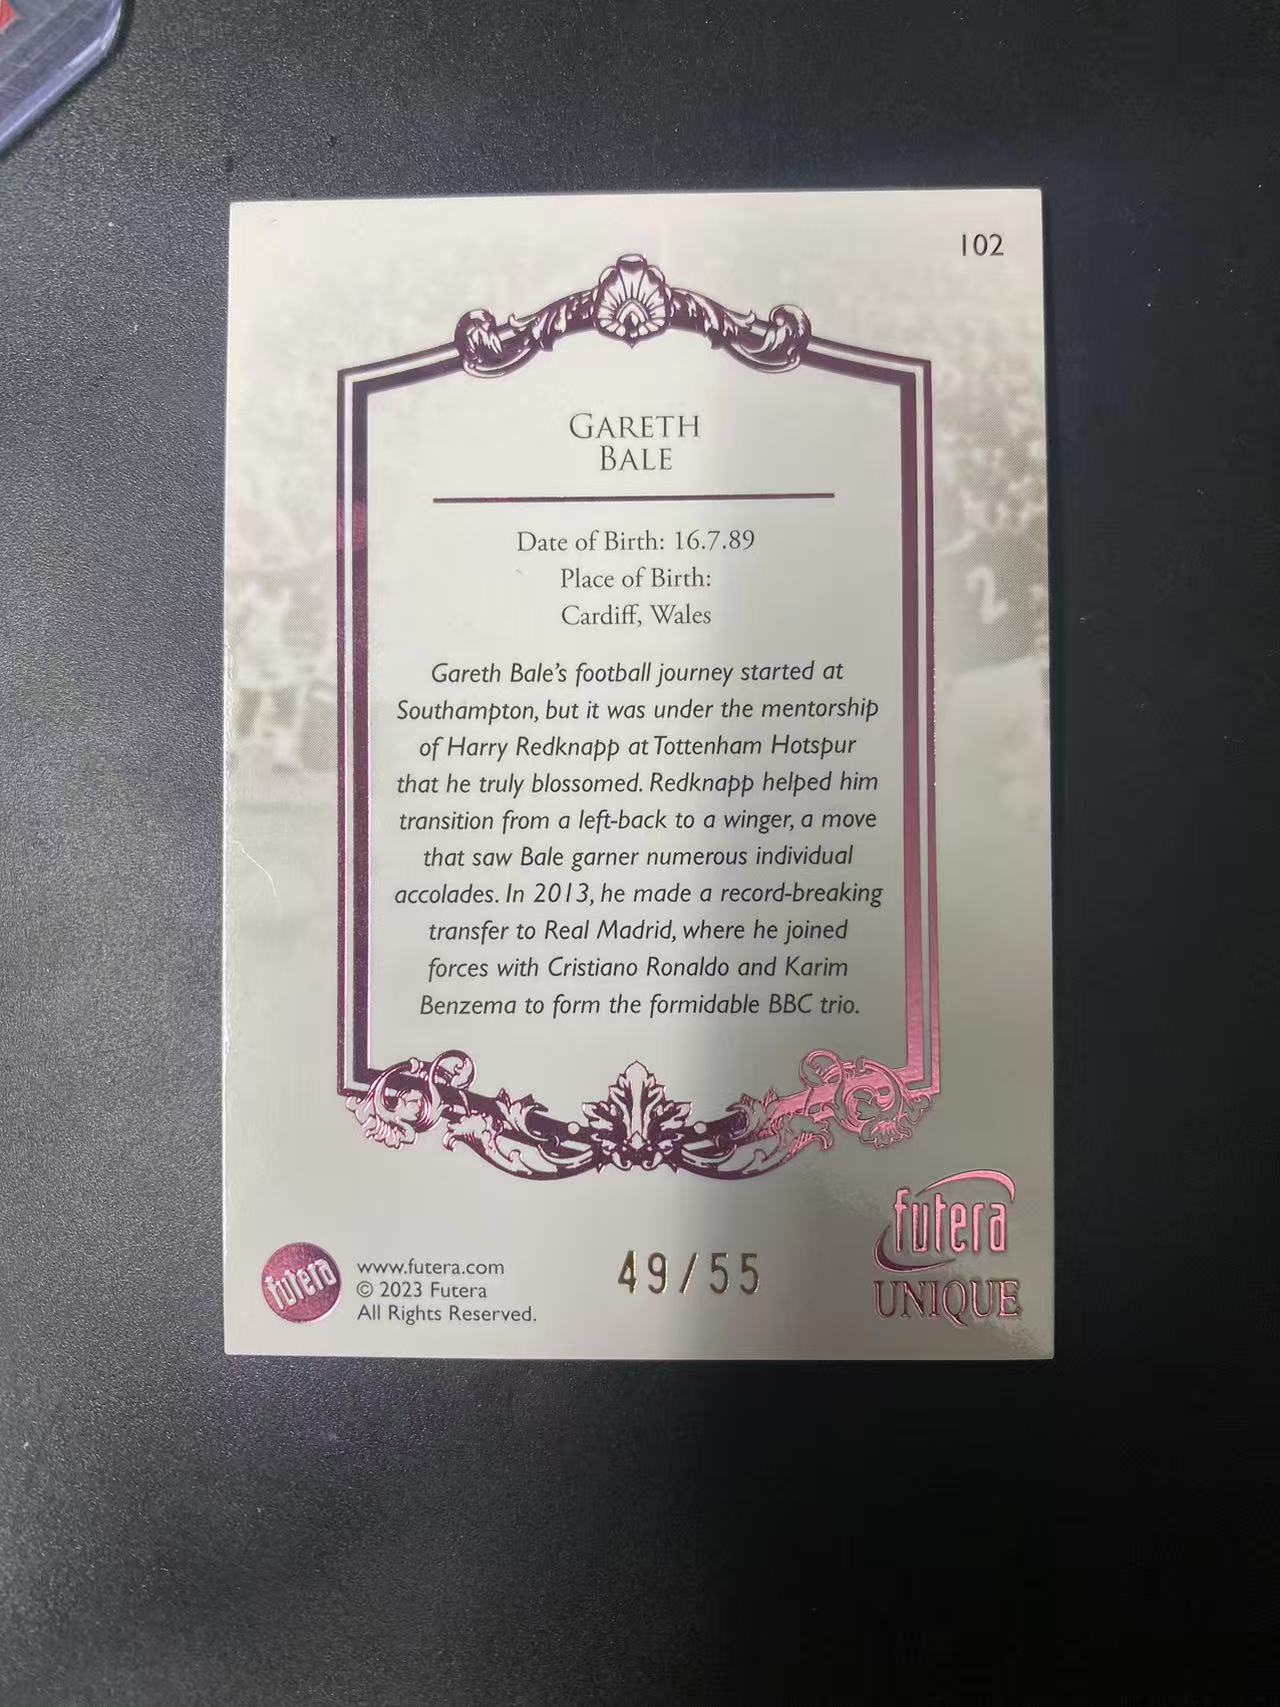 102
GARETH
BALE
Date of Birth: 16.7.89
Place of Birth:
Cardiff, Wales
Gareth Bale’s football journey started at
Southampton, but it was under the mentorship
of Harry Redknapp at Tottenham Hotspur
that he truly blossomed. Redknapp helped him
transition from a left-back to a winger, a move
that saw Bale garner numerous individual
accolades. In 2013, he made a record-breaking
transfer to Real Madrid, where he joined
forces with Cristiano Ronaldo and Karim
Benzema to form the formidable BBC trio.
futera
www.futera.com
© 2023 Futera
All Rights Reserved.
49/55
futera
UNIQUE
2